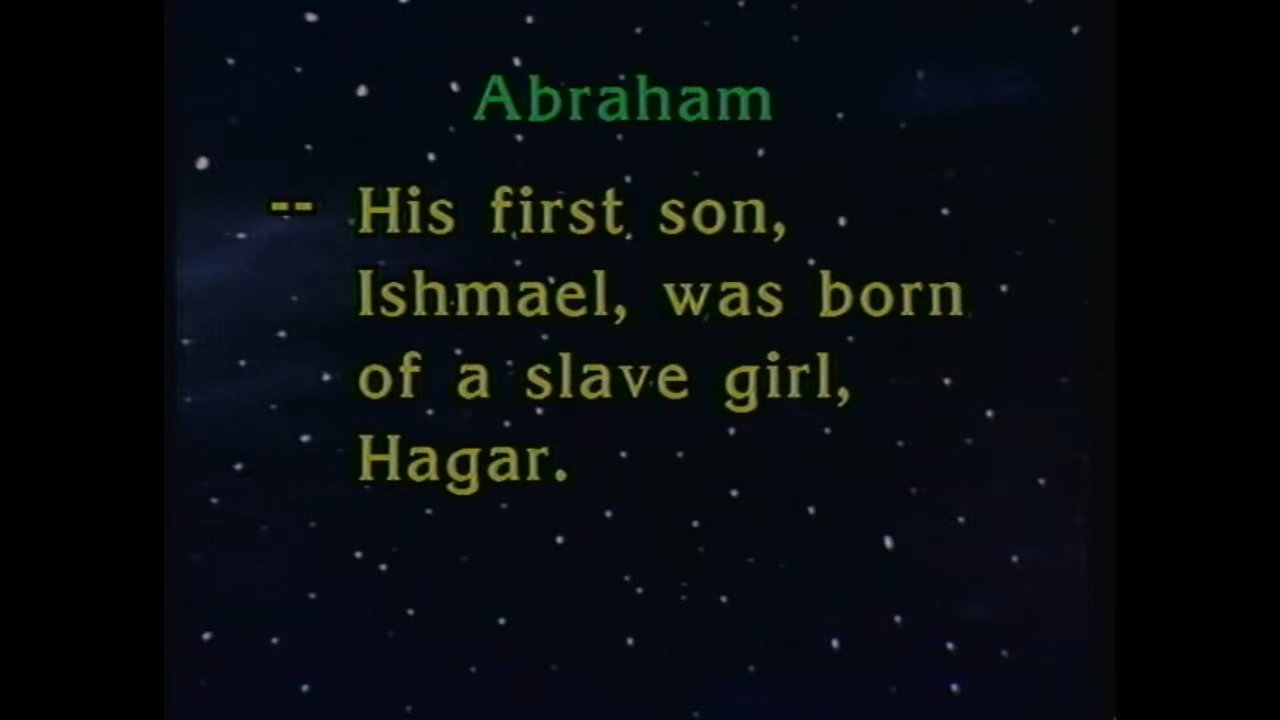 Abraham
-- His first son,
Ishmael, was born
of a slave girl,
Hagar.